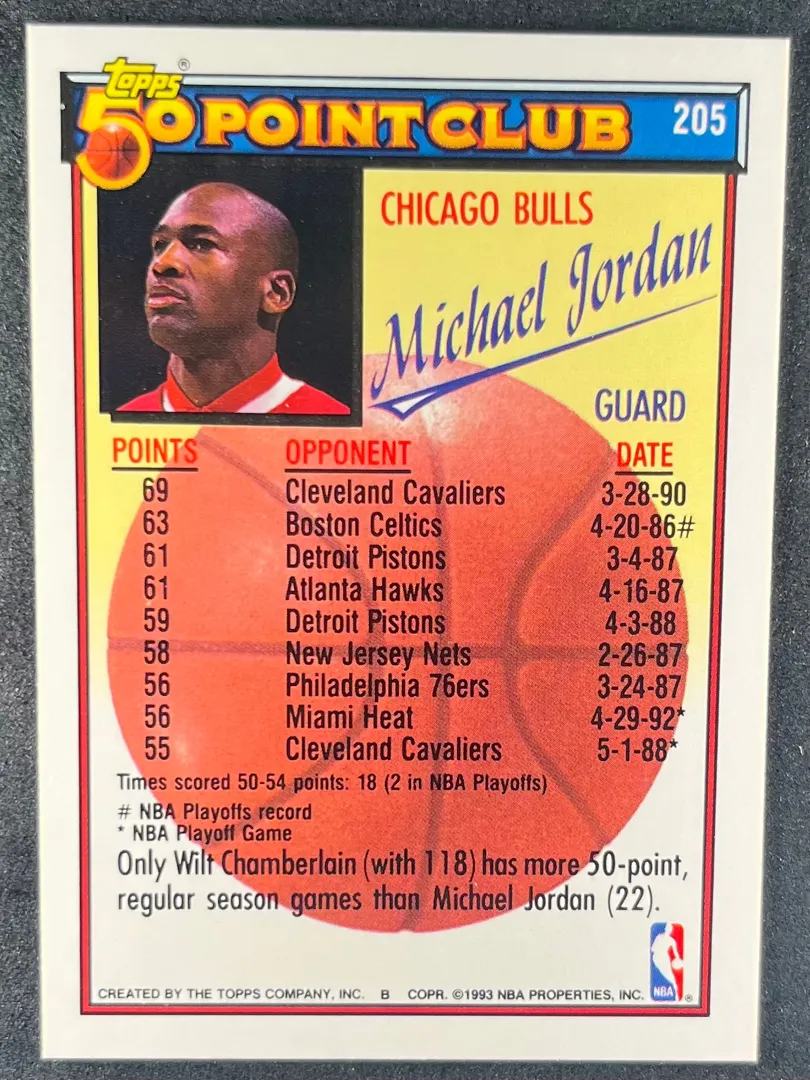 Topps®
50 POINT CLUB 205
CHICAGO BULLS
Michael Jordan
GUARD
POINTS OPPONENT DATE
69 Cleveland Cavaliers 3-28-90
63 Boston Celtics 4-20-86#
61 Detroit Pistons 3-4-87
61 Atlanta Hawks 4-16-87
59 Detroit Pistons 4-3-88
58 New Jersey Nets 2-26-87
56 Philadelphia 76ers 3-24-87
56 Miami Heat 4-29-92*
55 Cleveland Cavaliers 5-1-88*
Times scored 50-54 points: 18 (2 in NBA Playoffs)
# NBA Playoffs record
* NBA Playoff Game
Only Wilt Chamberlain (with 118) has more 50-point,
regular season games than Michael Jordan (22).
NBA ®
CREATED BY THE TOPPS COMPANY, INC. B COPR. ©1993 NBA PROPERTIES, INC.